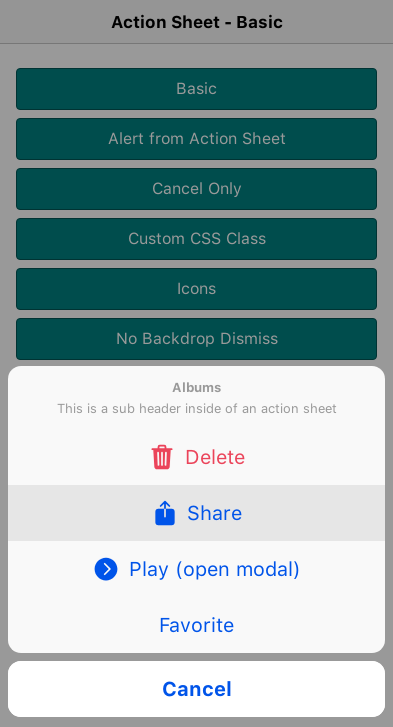 Action Sheet - Basic
Basic
Alert from Action Sheet
Cancel Only
Custom CSS Class
Icons
No Backdrop Dismiss
Albums
This is a sub header inside of an action sheet
Delete
Share
Play (open modal)
Favorite
Cancel